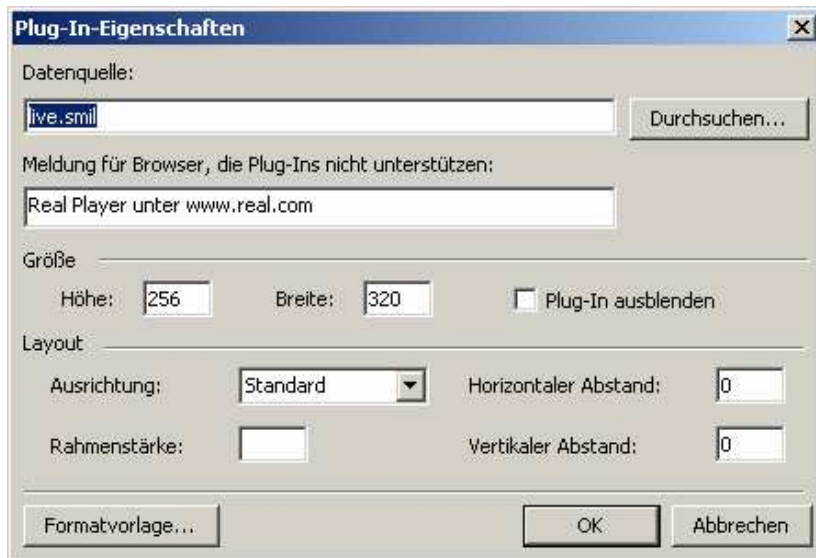 Plug-In-Eigenschaften
Datenquelle:
live.smil
Durchsuchen...
Meldung für Browser, die Plug-Ins nicht unterstützen:
Real Player unter www.real.com
Größe
Höhe: 256 Breite: 320 Plug-In ausblenden
Layout
Ausrichtung: Standard Horizontaler Abstand: 0
Rahmenstärke: Vertikaler Abstand: 0
Formatvorlage... OK Abbrechen